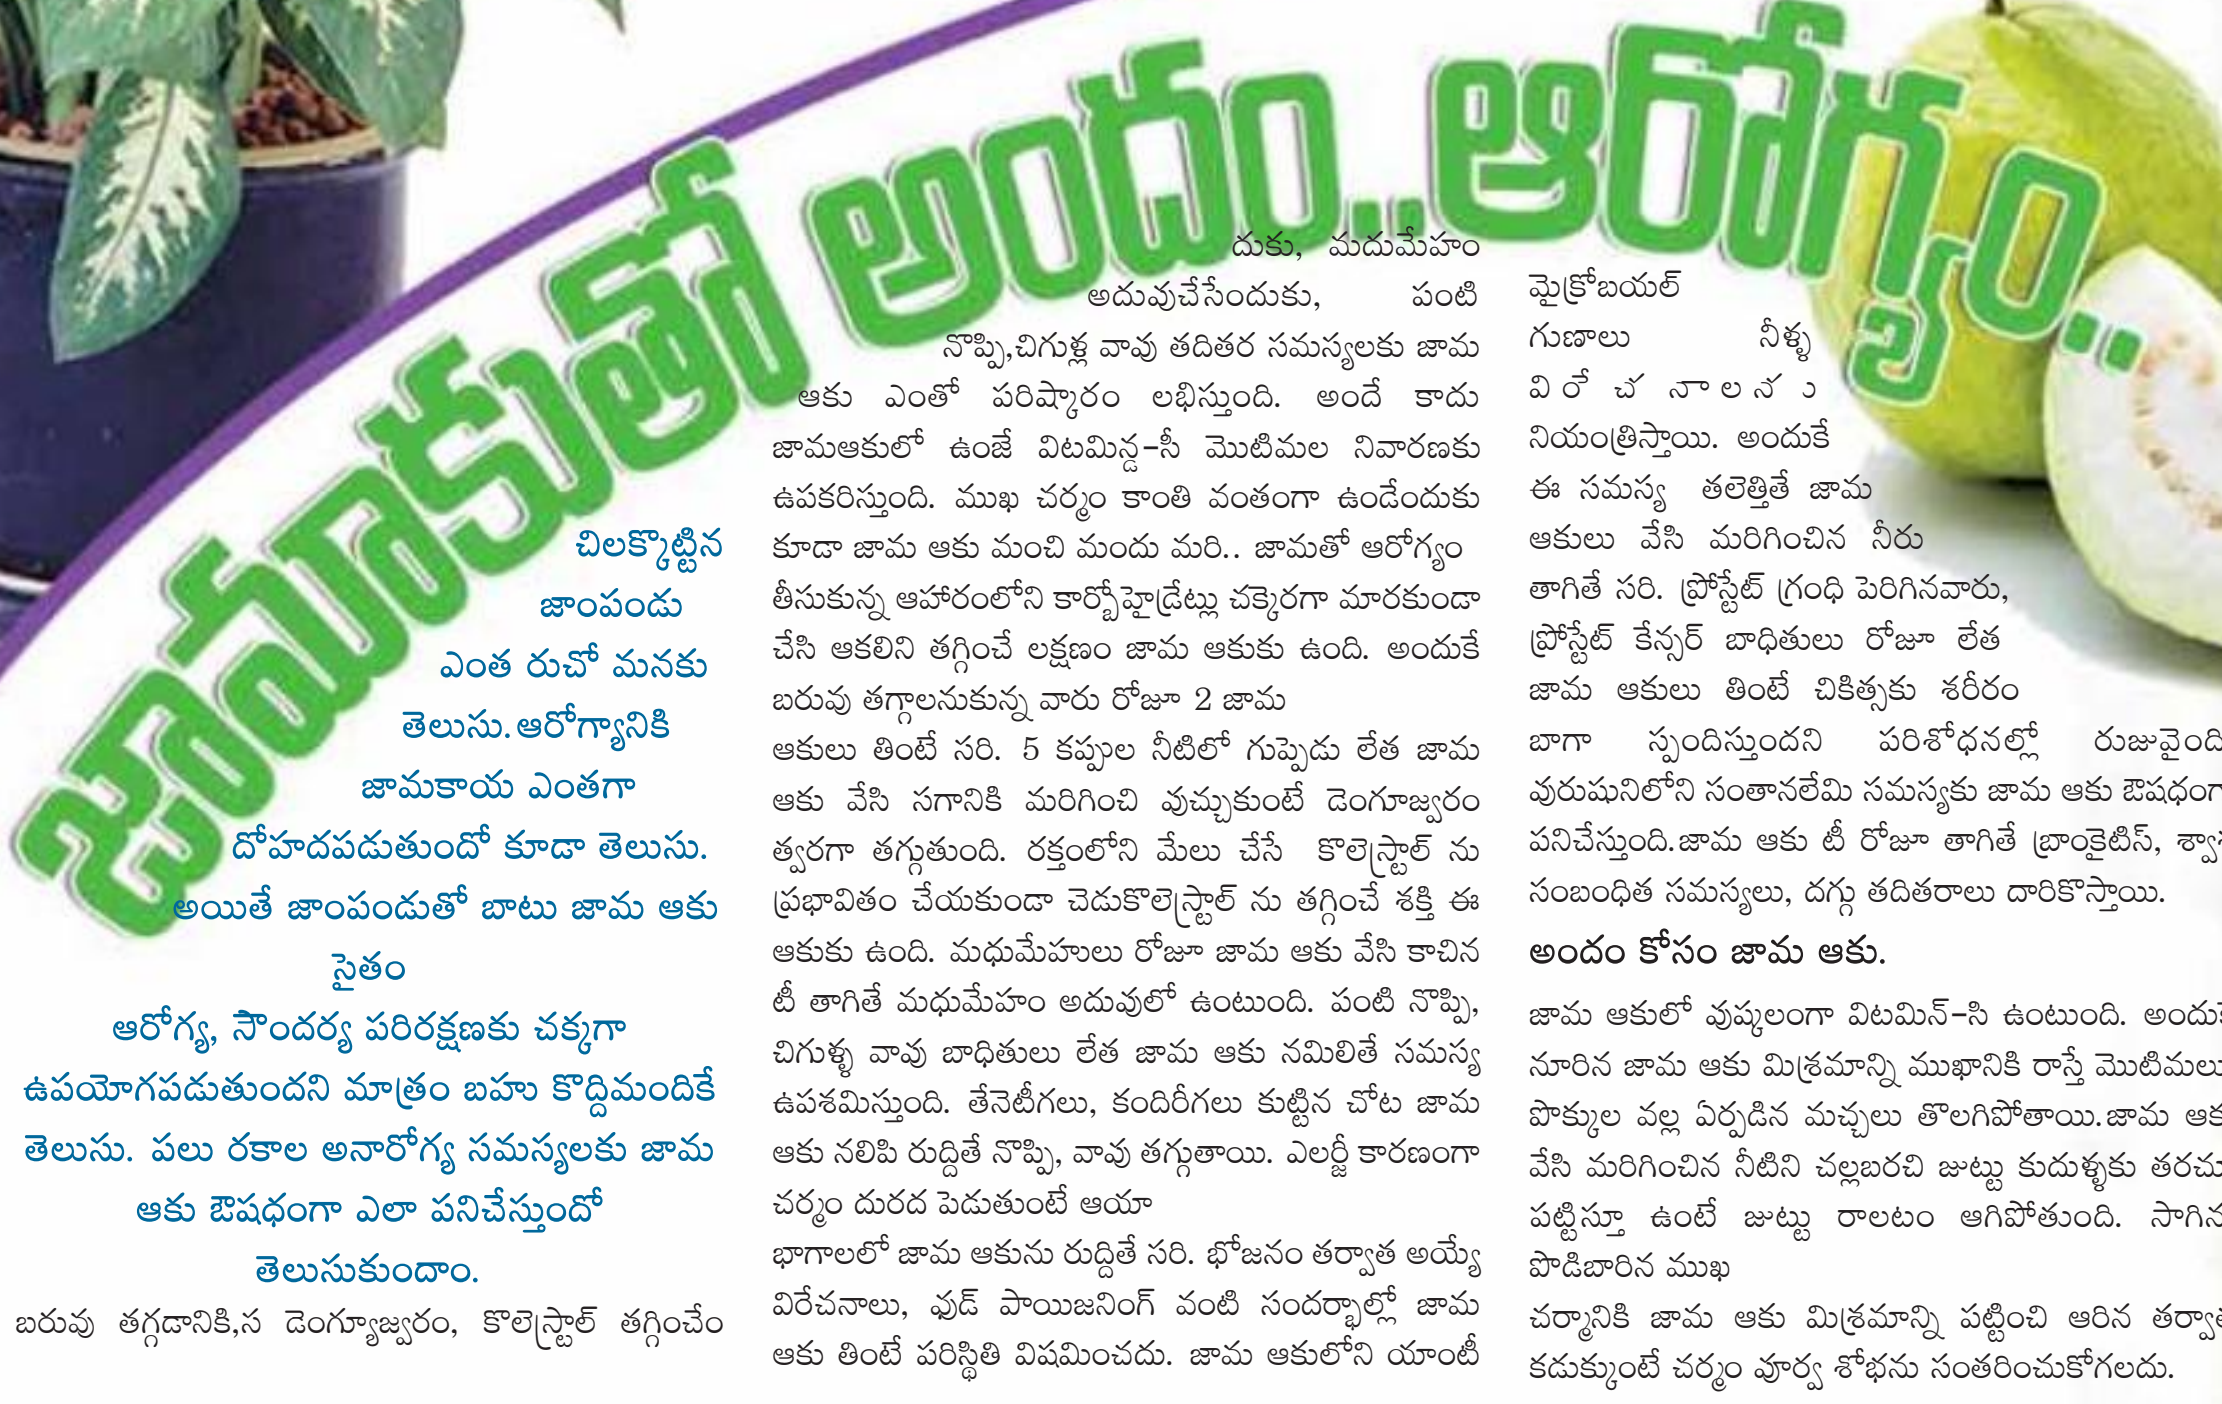 జామాకుతో అందం..ఆరోగ్యం..
చిలక్కొట్టిన
జాంపండు
ఎంత రుచో మనకు
తెలుసు.ఆరోగ్యానికి
జామకాయ ఎంతగా
దోహదపడుతుందో కూడా తెలుసు.
అయితే జాంపండుతో బాటు జామ ఆకు
సైతం
ఆరోగ్య, సౌందర్య పరిరక్షణకు చక్కగా
ఉపయోగపడుతుందని మాత్రం బహు కొద్దిమందికే
తెలుసు. పలు రకాల అనారోగ్య సమస్యలకు జామ
ఆకు ఔషధంగా ఎలా పనిచేస్తుందో
తెలుసుకుందాం.
బరువు తగ్గడానికి,స డెంగ్యూజ్వరం, కొలెస్ట్రాల్ తగ్గించేం
దుకు, మదుమేహం
అదువుచేసేందుకు, పంటి
నొప్పి,చిగుళ్ల వావు తదితర సమస్యలకు జామ
ఆకు ఎంతో పరిష్కారం లభిస్తుంది. అందే కాదు
జామఆకులో ఉంజే విటమిన్డ-సీ మొటిమల నివారణకు
ఉపకరిస్తుంది. ముఖ చర్మం కాంతి వంతంగా ఉండేందుకు
కూడా జామ ఆకు మంచి మందు మరి.. జామతో ఆరోగ్యం
తీసుకున్న ఆహారంలోని కార్బోహైడ్రేట్లు చక్కెరగా మారకుండా
చేసి ఆకలిని తగ్గించే లక్షణం జామ ఆకుకు ఉంది. అందుకే
బరువు తగ్గాలనుకున్న వారు రోజూ 2 జామ
ఆకులు తింటే సరి. 5 కప్పుల నీటిలో గుప్పెడు లేత జామ
ఆకు వేసి సగానికి మరిగించి వుచ్చుకుంటే డెంగూజ్వరం
త్వరగా తగ్గుతుంది. రక్తంలోని మేలు చేసే కొలెస్ట్రాల్ ను
ప్రభావితం చేయకుండా చెడుకొలెస్ట్రాల్ ను తగ్గించే శక్తి ఈ
ఆకుకు ఉంది. మధుమేహులు రోజూ జామ ఆకు వేసి కాచిన
టీ తాగితే మధుమేహం అదువులో ఉంటుంది. పంటి నొప్పి,
చిగుళ్ళ వావు బాధితులు లేత జామ ఆకు నమిలితే సమస్య
ఉపశమిస్తుంది. తేనెటీగలు, కందిరీగలు కుట్టిన చోట జామ
ఆకు నలిపి రుద్దితే నొప్పి, వావు తగ్గుతాయి. ఎలర్జీ కారణంగా
చర్మం దురద పెడుతుంటే ఆయా
భాగాలలో జామ ఆకును రుద్దితే సరి. భోజనం తర్వాత అయ్యే
విరేచనాలు, ఫుడ్ పాయిజనింగ్ వంటి సందర్భాల్లో జామ
ఆకు తింటే పరిస్థితి విషమించదు. జామ ఆకులోని యాంటీ
మైక్రోబయల్
గుణాలు నీళ్ళ
విరేచనాలను
నియంత్రిస్తాయి. అందుకే
ఈ సమస్య తలెత్తితే జామ
ఆకులు వేసి మరిగించిన నీరు
తాగితే సరి. ప్రోస్టేట్ గ్రంధి పెరిగినవారు,
ప్రోస్టేట్ కేన్సర్ బాధితులు రోజూ లేత
జామ ఆకులు తింటే చికిత్సకు శరీరం
బాగా స్పందిస్తుందని పరిశోధనల్లో రుజువైంది
వురుషునిలోని సంతానలేమి సమస్యకు జామ ఆకు ఔషధంగా
పనిచేస్తుంది.జామ ఆకు టీ రోజూ తాగితే బ్రాంకైటిస్,
సంబంధిత సమస్యలు, దగ్గు తదితరాలు దారికొస్తాయి.
అందం కోసం జామ ఆకు.
జామ ఆకులో వుష్కలంగా విటమిన్-సి ఉంటుంది.
నూరిన జామ ఆకు మిశ్రమాన్ని ముఖానికి రాస్తే మొటిమలు
పొక్కుల వల్ల ఏర్పడిన మచ్చలు తొలగిపోతాయి.జామ
వేసి మరిగించిన నీటిని చల్లబరచి జుట్టు కుదుళ్ళకు తరచు
పట్టిస్తూ ఉంటే జుట్టు రాలటం ఆగిపోతుంది. సాగిన
పొడిబారిన ముఖ
చర్మానికి జామ ఆకు మిశ్రమాన్ని పట్టించి ఆరిన
కడుక్కుంటే చర్మం వూర్వ శోభను సంతరించుకోగలదు.